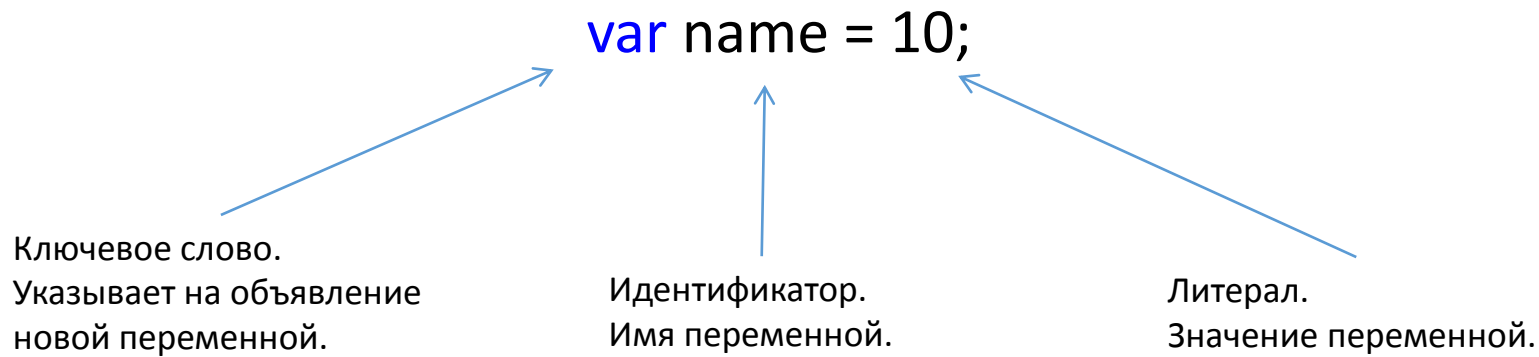 var name = 10;
Ключевое слово.
Указывает на объявление
новой переменной.
Идентификатор.
Имя переменной.
Литерал.
Значение переменной.